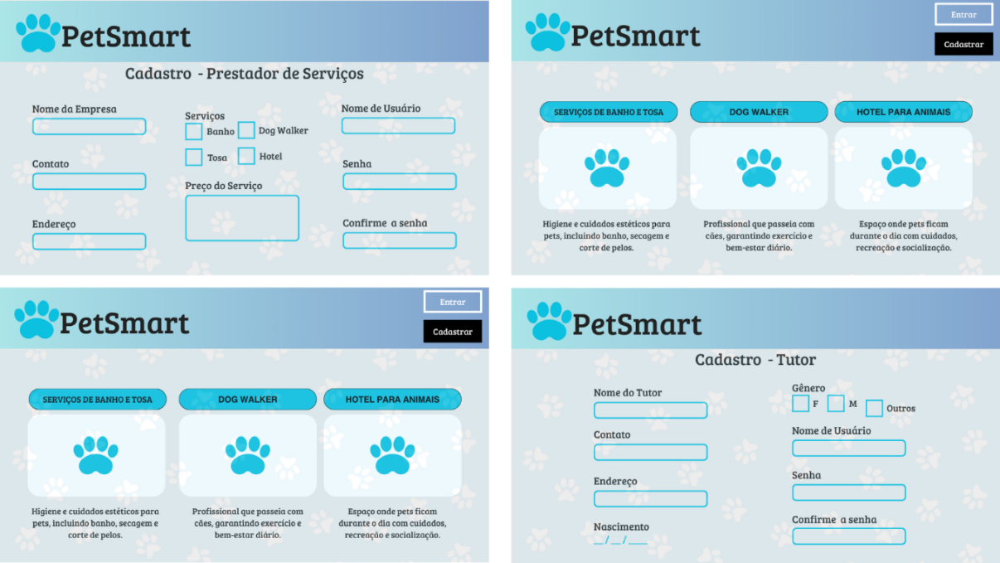 PetSmart
Cadastro - Prestador de Serviços
Nome da Empresa
Contato
Endereço
Serviços
Banho
Dog Walker
Tosa
Hotel
Preço do Serviço
Nome de Usuário
Senha
Confirme a senha
PetSmart
Entrar
Cadastrar
SERVIÇOS DE BANHO E TOSA
Higiene e cuidados estéticos para
pets, incluindo banho, secagem e
corte de pelos.
DOG WALKER
Profissional que passeia com
cães, garantindo exercício e
bem-estar diário.
HOTEL PARA ANIMAIS
Espaço onde pets ficam
durante o dia com cuidados,
recreação e socialização.
PetSmart
Entrar
Cadastrar
SERVIÇOS DE BANHO E TOSA
Higiene e cuidados estéticos para
pets, incluindo banho, secagem e
corte de pelos.
DOG WALKER
Profissional que passeia com
cães, garantindo exercício e
bem-estar diário.
HOTEL PARA ANIMAIS
Espaço onde pets ficam
durante o dia com cuidados,
recreação e socialização.
PetSmart
Cadastro - Tutor
Nome do Tutor
Contato
Endereço
Nascimento
__/__/____
Gênero
F
M
Outros
Nome de Usuário
Senha
Confirme a senha